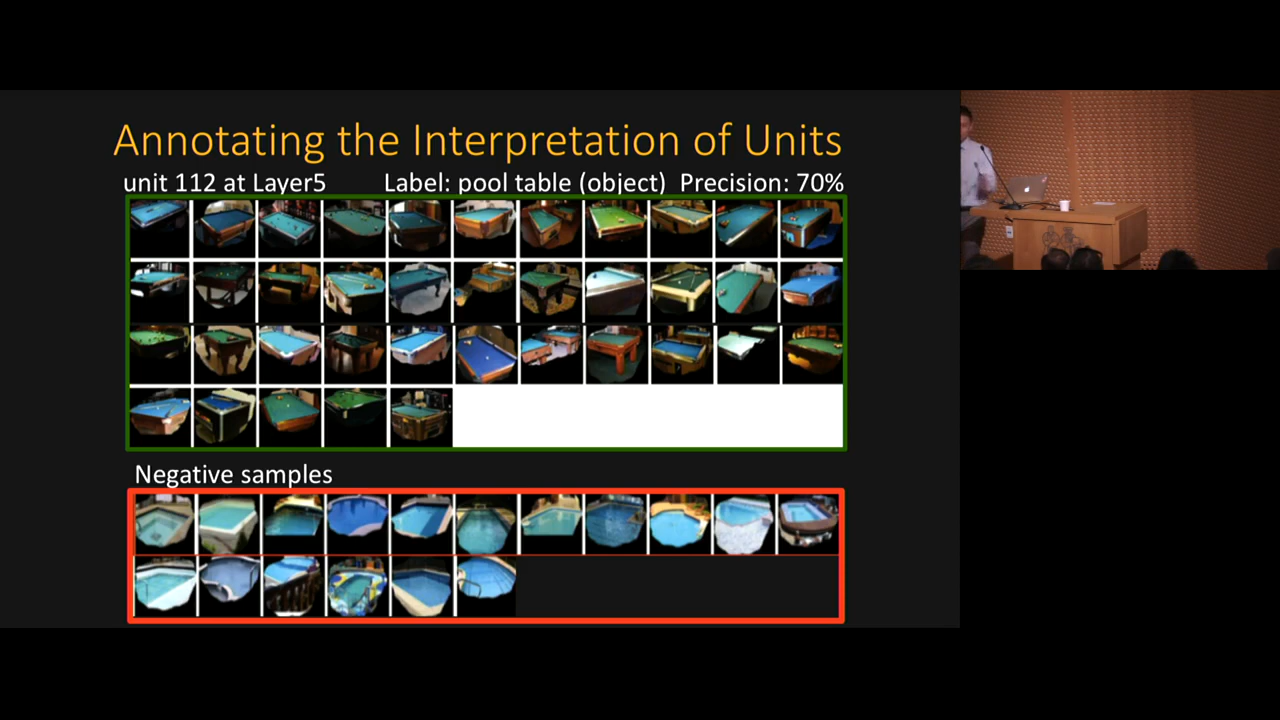 Annotating the Interpretation of Units
unit 112 at Layer5 Label: pool table (object) Precision: 70%
Negative samples